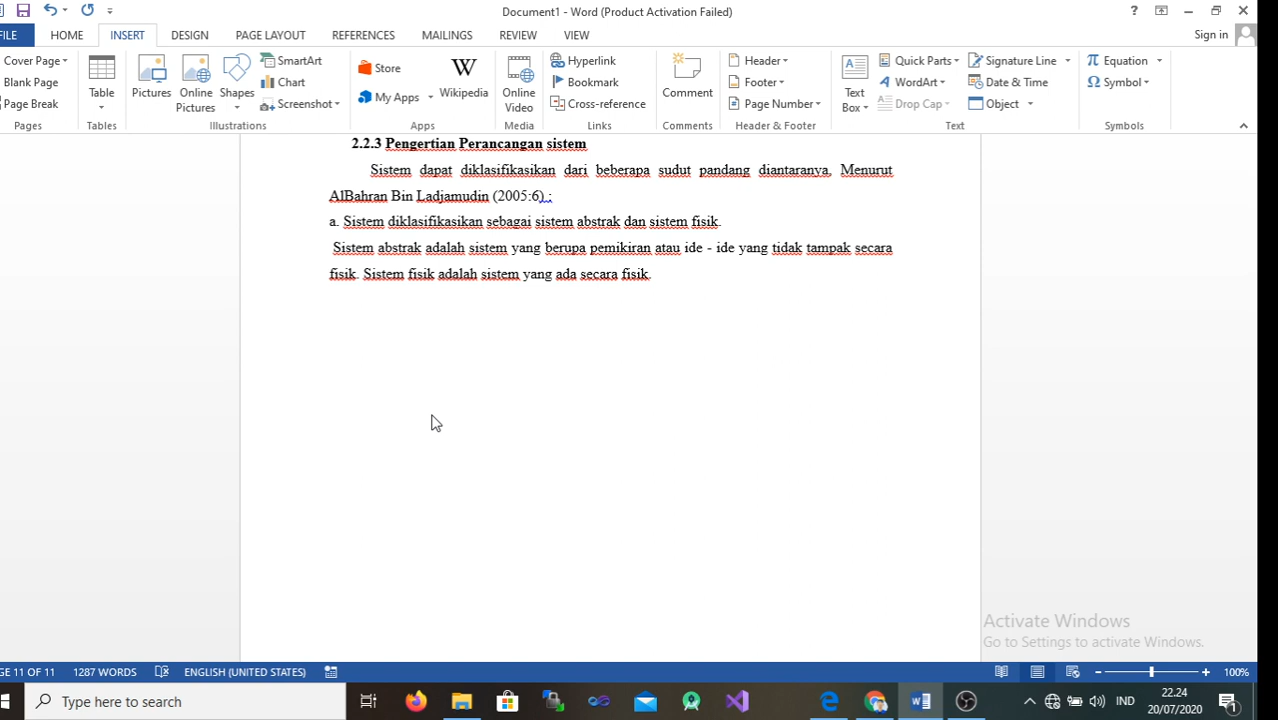 Document1 - Word (Product Activation Failed)
FILE HOME INSERT DESIGN PAGE LAYOUT REFERENCES MAILINGS REVIEW VIEW Sign in
Cover Page
Blank Page
Page Break
Pages
Table
Tables
Pictures
Online Pictures
Shapes
SmartArt
Chart
Screenshot
Illustrations
Store
My Apps
Wikipedia
Apps
Online Video
Media
Hyperlink
Bookmark
Cross-reference
Links
Comment
Comments
Header
Footer
Page Number
Header & Footer
Text Box
Quick Parts
WordArt
Drop Cap
Signature Line
Date & Time
Object
Text
Equation
Symbol
Symbols
2.2.3 Pengertian Perancangan sistem
Sistem dapat diklasifikasikan dari beberapa sudut pandang diantaranya, Menurut
AlBahran Bin Ladjamudin (2005:6) :
a. Sistem diklasifikasikan sebagai sistem abstrak dan sistem fisik.
Sistem abstrak adalah sistem yang berupa pemikiran atau ide - ide yang tidak tampak secara
fisik. Sistem fisik adalah sistem yang ada secara fisik.
Activate Windows
Go to Settings to activate Windows.
GE 11 OF 11 1287 WORDS ENGLISH (UNITED STATES) 100%
Type here to search
IND
22.24
20/07/2020